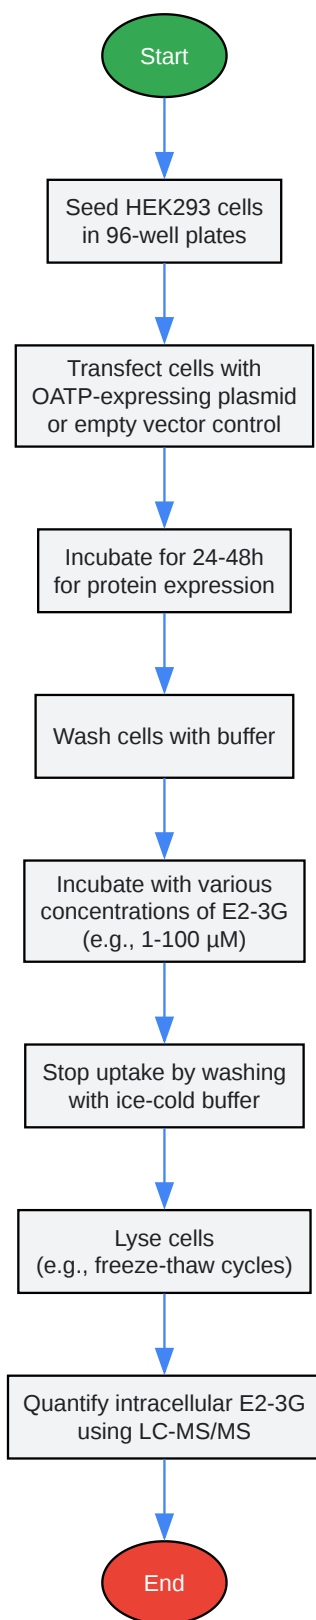 Start
Seed HEK293 cells
in 96-well plates
Transfect cells with
OATP-expressing plasmid
or empty vector control
Incubate for 24-48h
for protein expression
Wash cells with buffer
Incubate with various
concentrations of E2-3G
(e.g., 1-100 µM)
Stop uptake by washing
with ice-cold buffer
Lyse cells
(e.g., freeze-thaw cycles)
Quantify intracellular E2-3G
using LC-MS/MS
End